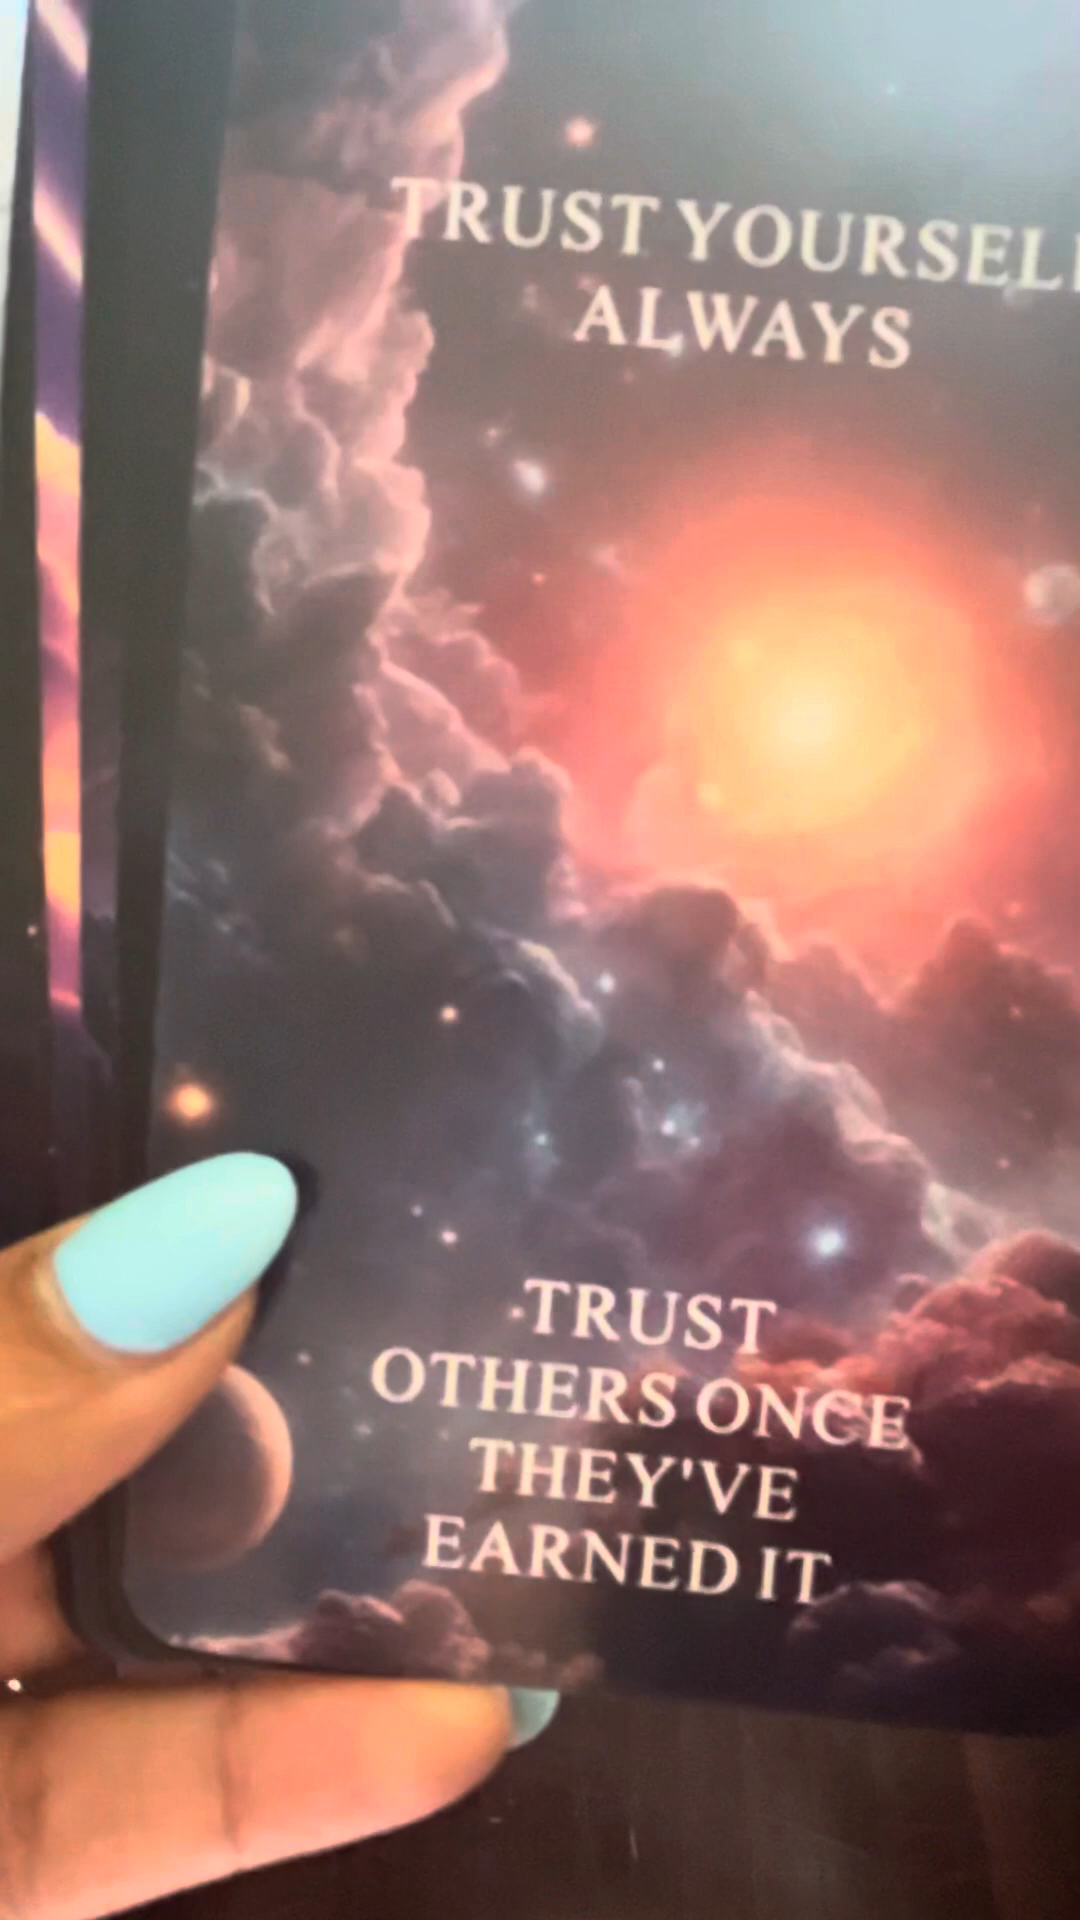 TRUST YOURSELF
ALWAYS
TRUST
OTHERS ONCE
THEY'VE
EARNED IT